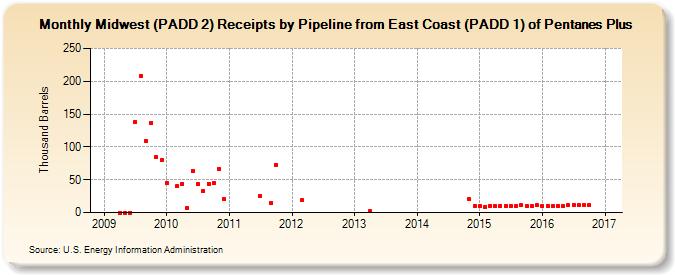 Monthly Midwest (PADD 2) Receipts by Pipeline from East Coast (PADD 1) of Pentanes Plus
Thousand Barrels
250
200
150
100
50
0
2009 2010 2011 2012 2013 2014 2015 2016 2017
Source: U.S. Energy Information Administration